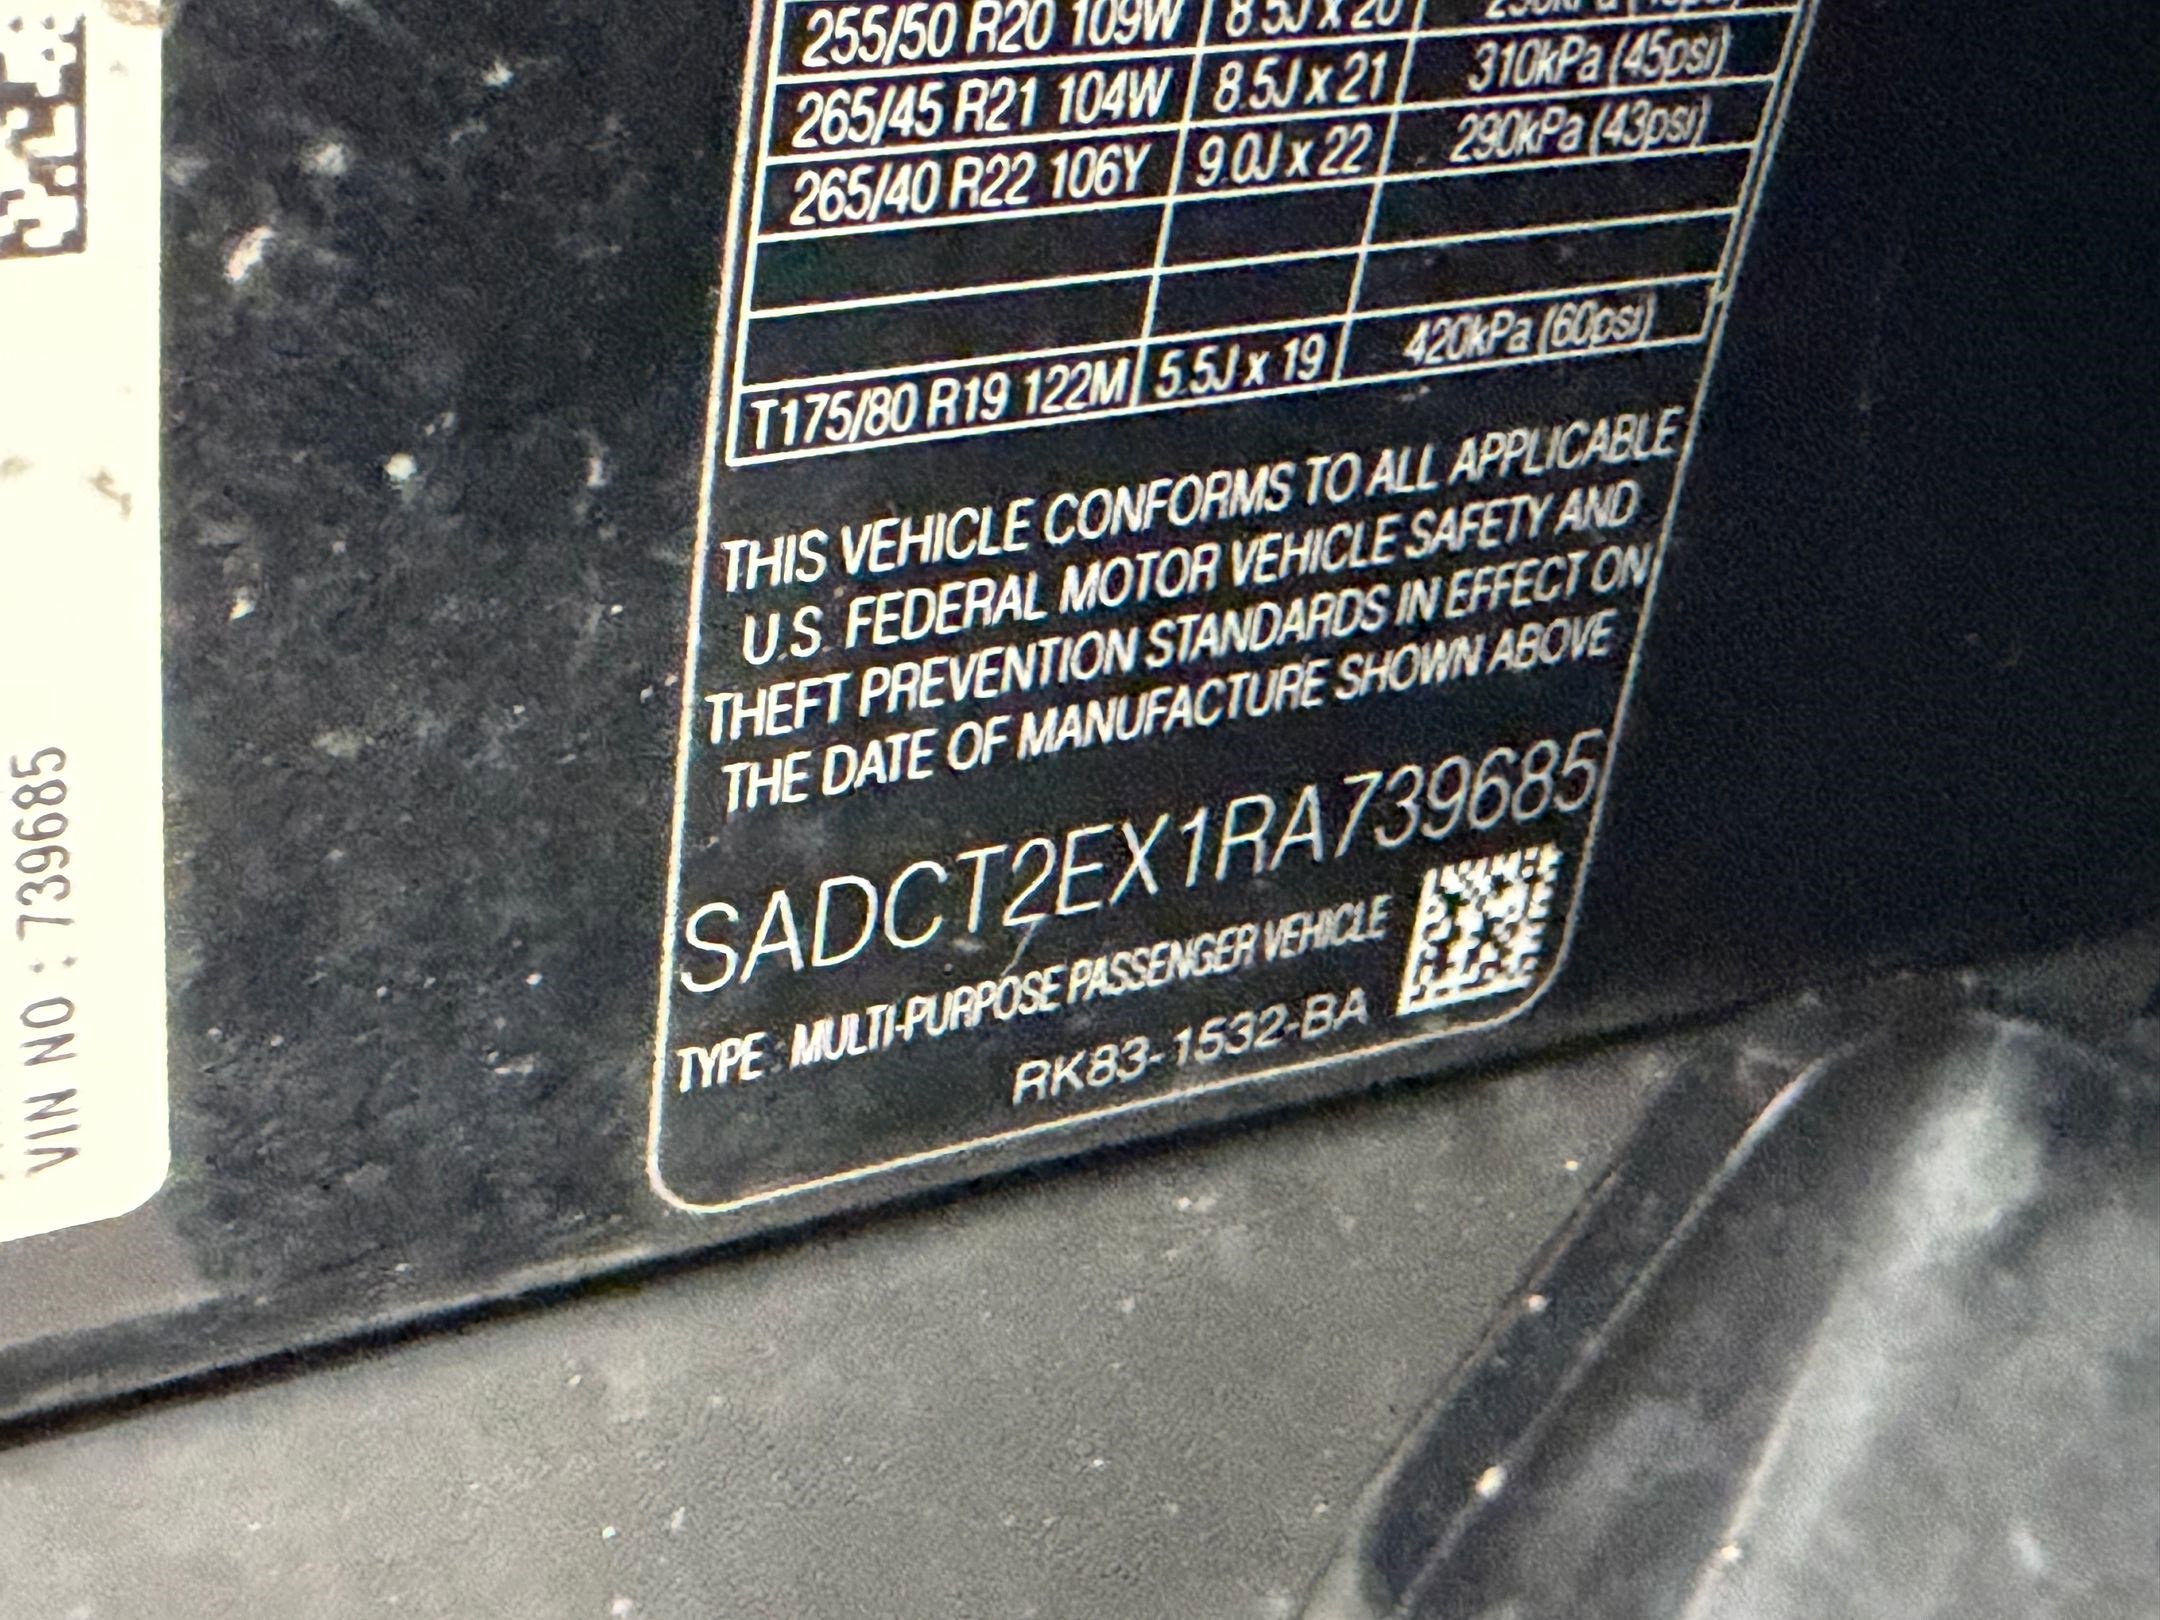 255/50 R20 109W 8.5J x 20
265/45 R21 104W 8.5J x 21 310kPa (45psi)
265/40 R22 106Y 9.0J x 22 290kPa (43psi)
T175/80 R19 122M 5.5J x 19 420kPa (60psi)
THIS VEHICLE CONFORMS TO ALL APPLICABLE
U.S. FEDERAL MOTOR VEHICLE SAFETY AND
THEFT PREVENTION STANDARDS IN EFFECT ON
THE DATE OF MANUFACTURE SHOWN ABOVE
SADCT2EX1RA739685
TYPE : MULTI-PURPOSE PASSENGER VEHICLE
RK83-1532-BA
VIN NO : 739685